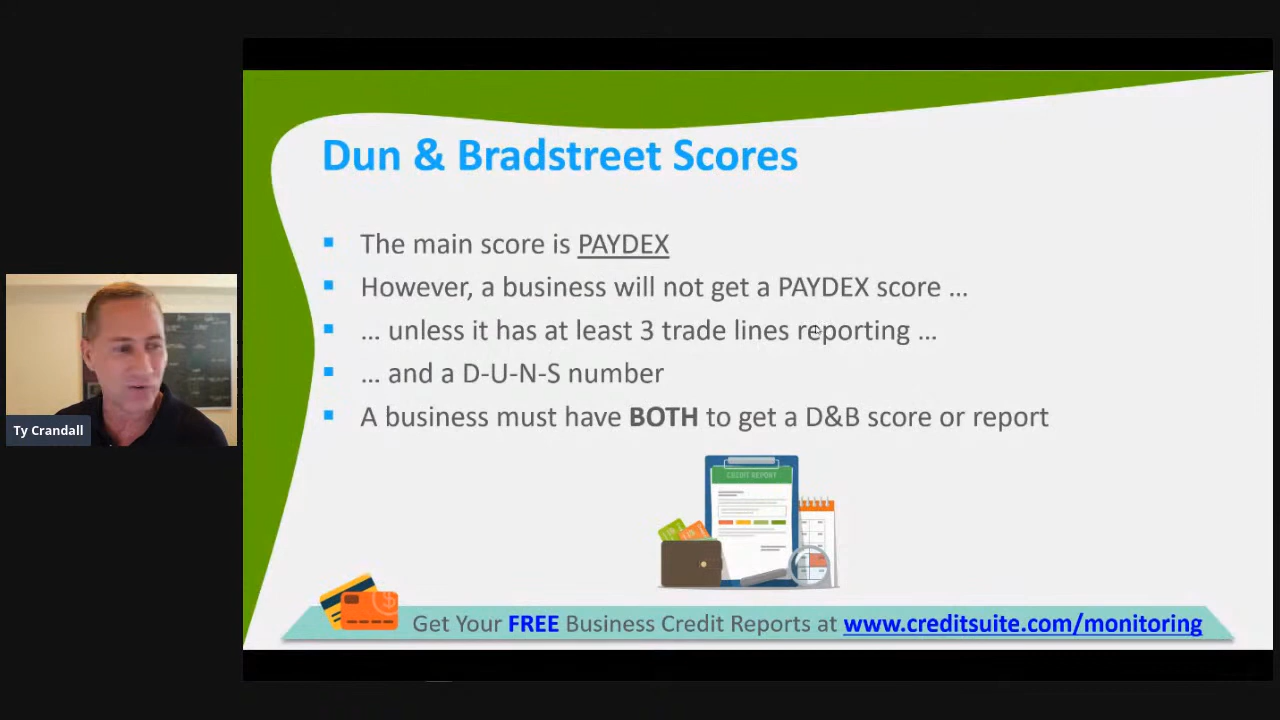 Dun & Bradstreet Scores
The main score is PAYDEX
However, a business will not get a PAYDEX score ...
... unless it has at least 3 trade lines reporting ...
... and a D-U-N-S number
A business must have BOTH to get a D&B score or report
CREDIT REPORT
Ty Crandall
Get Your FREE Business Credit Reports at www.creditsuite.com/monitoring